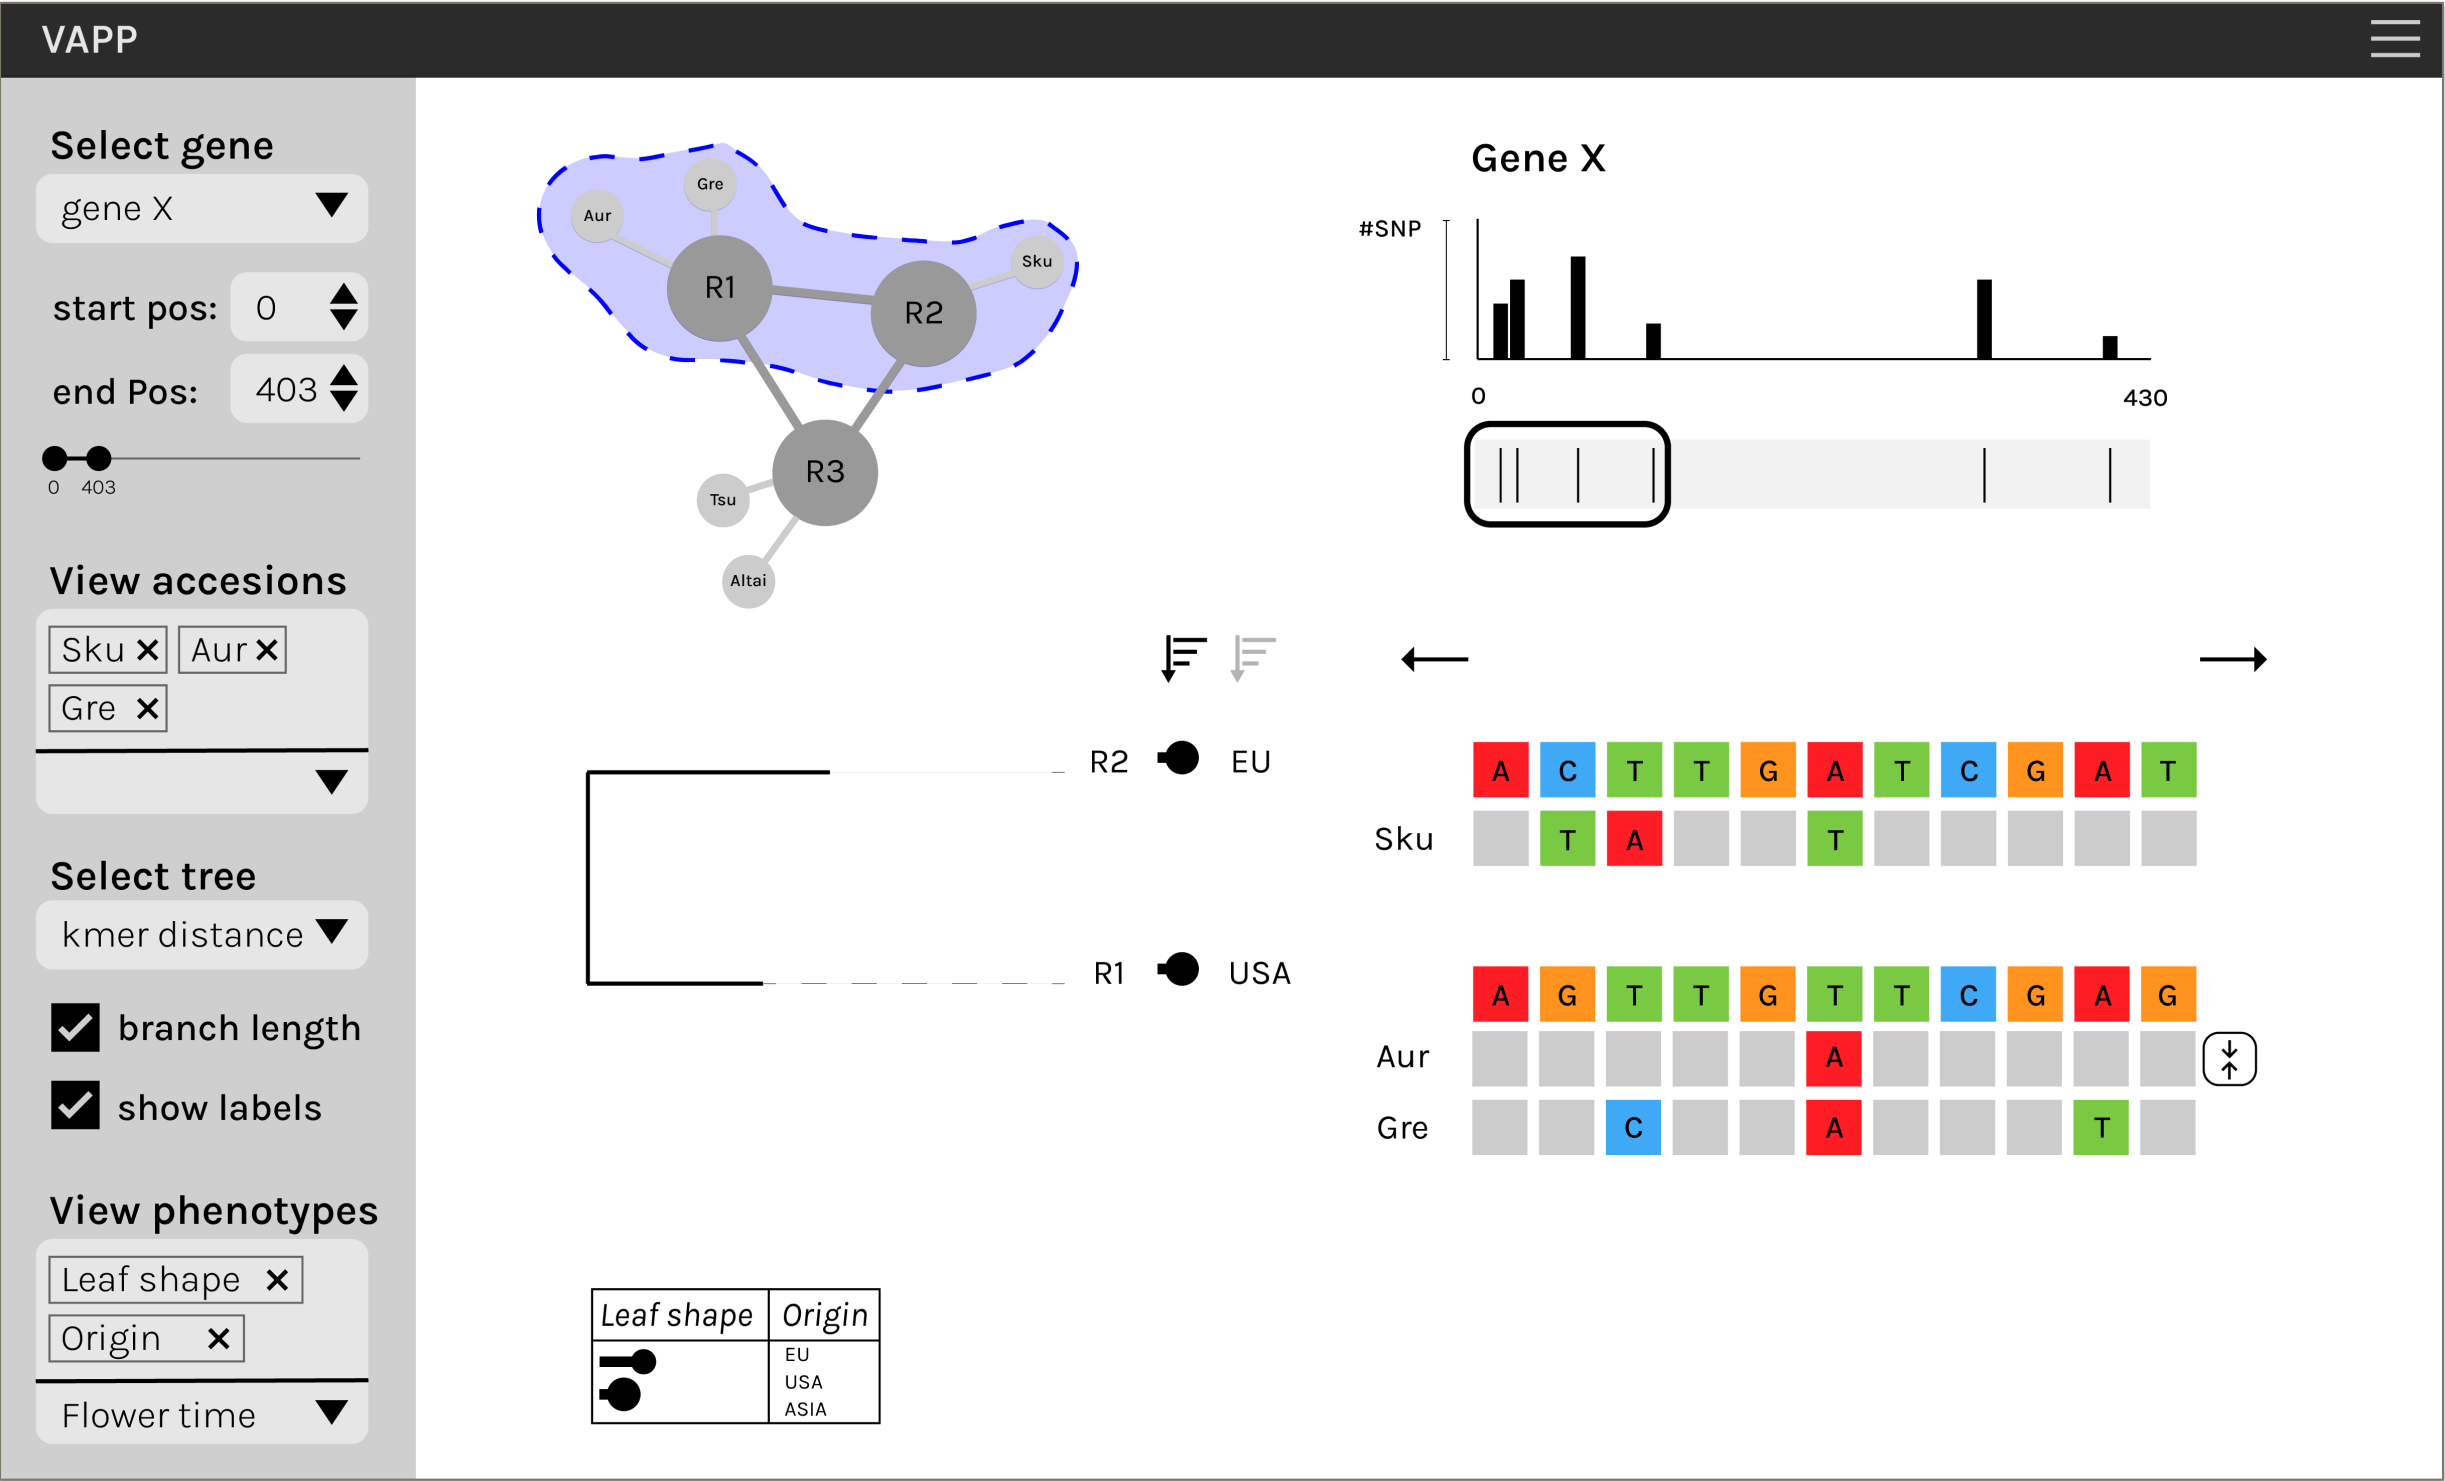 VAPP
Select gene
gene X
start pos: 0
end Pos: 403
0 403
View accesions
Sku Aur
Gre
Select tree
kmer distance
branch length
show labels
View phenotypes
Leaf shape
Origin
Flower time
Gre
Aur
Sku
R1
R2
R3
Tsu
Altai
Gene X
#SNP
0 430
R2 EU
R1 USA
A C T T G A T C G A T
Sku T A T
A G T T G T T C G A G
Aur A
Gre C A T
Leaf shape Origin
EU
USA
ASIA